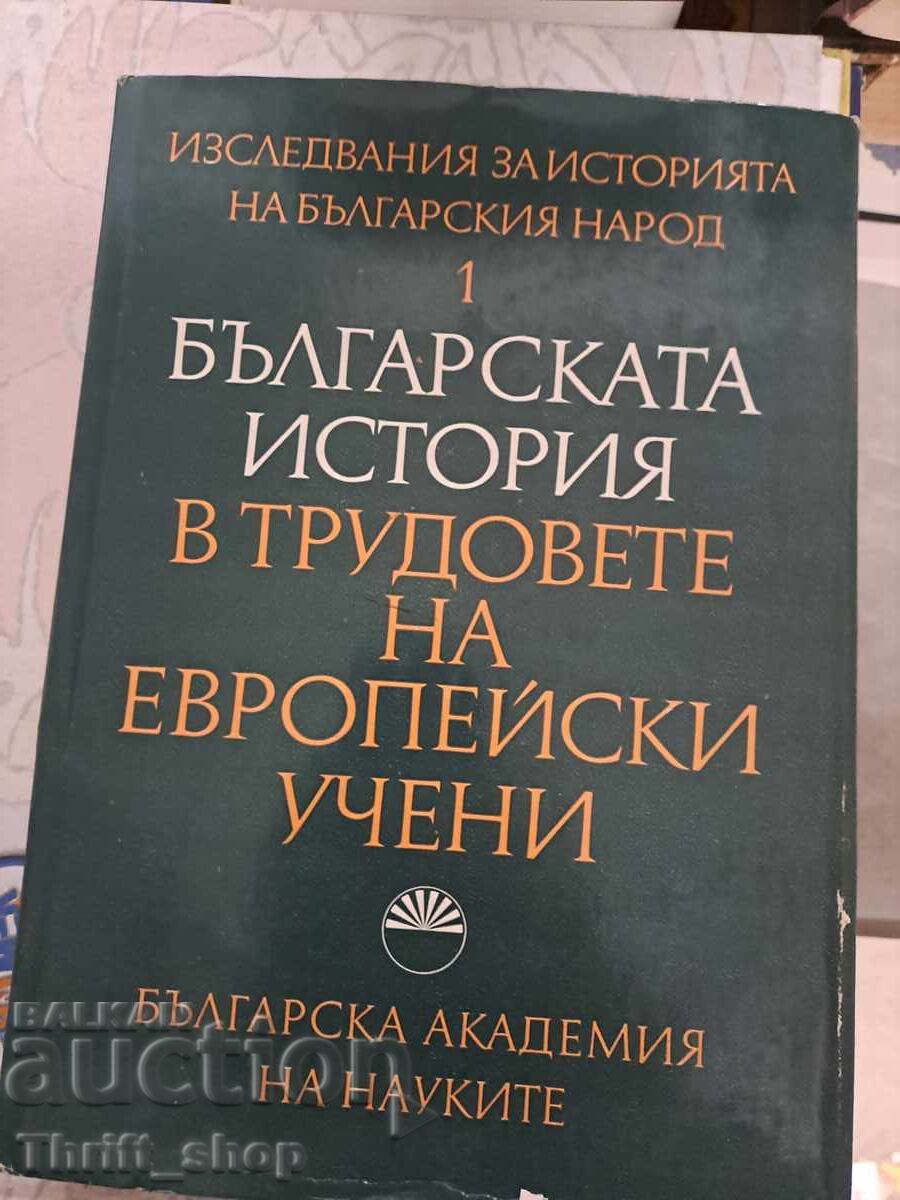 ИЗСЛЕДВАНИЯ ЗА ИСТОРИЯТА
НА БЪЛГАРСКИЯ НАРОД
1
БЪЛГАРСКАТА
ИСТОРИЯ
В ТРУДОВЕТЕ
НА
ЕВРОПЕЙСКИ
УЧЕНИ
БЪЛГАРСКА АКАДЕМИЯ
НА НАУКИТЕ
BALKAN
auction
Thrift_shop